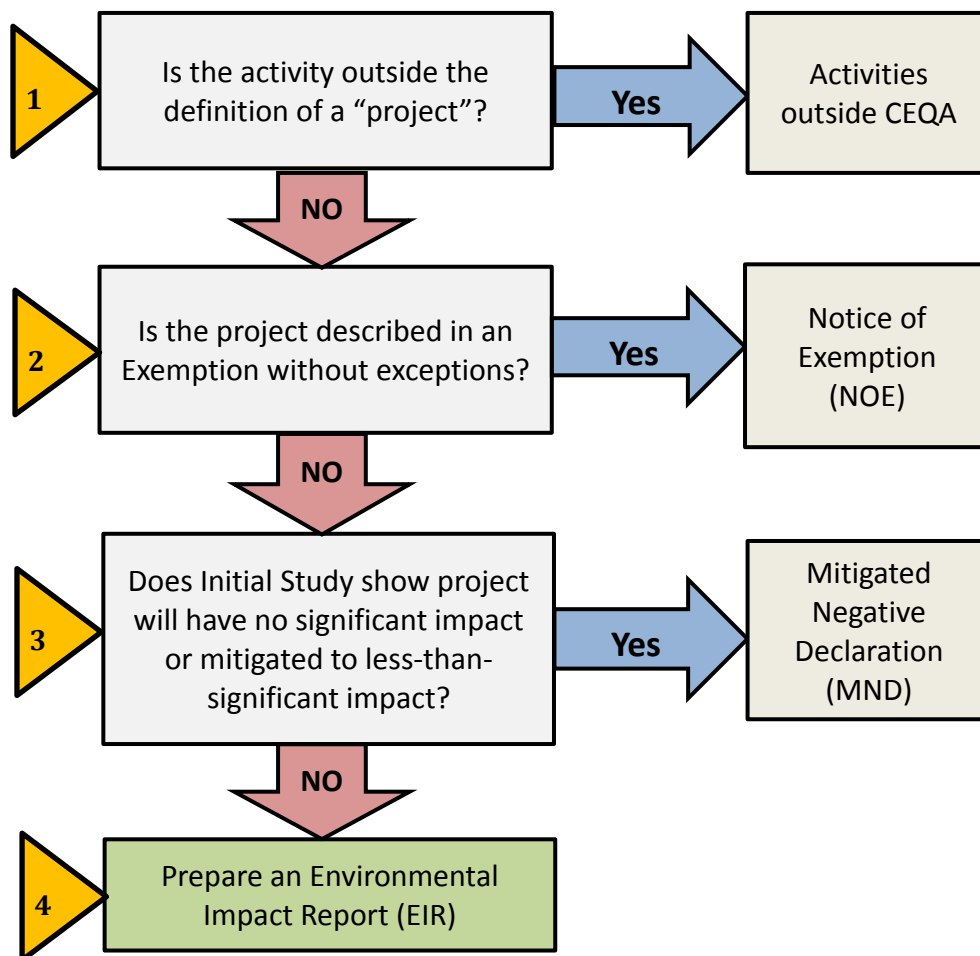 1
Is the activity outside the
definition of a “project”?
Yes
Activities
outside CEQA
NO
2
Is the project described in an
Exemption without exceptions?
Yes
Notice of
Exemption
(NOE)
NO
3
Does Initial Study show project
will have no significant impact
or mitigated to less-than-
significant impact?
Yes
Mitigated
Negative
Declaration
(MND)
NO
4
Prepare an Environmental
Impact Report (EIR)